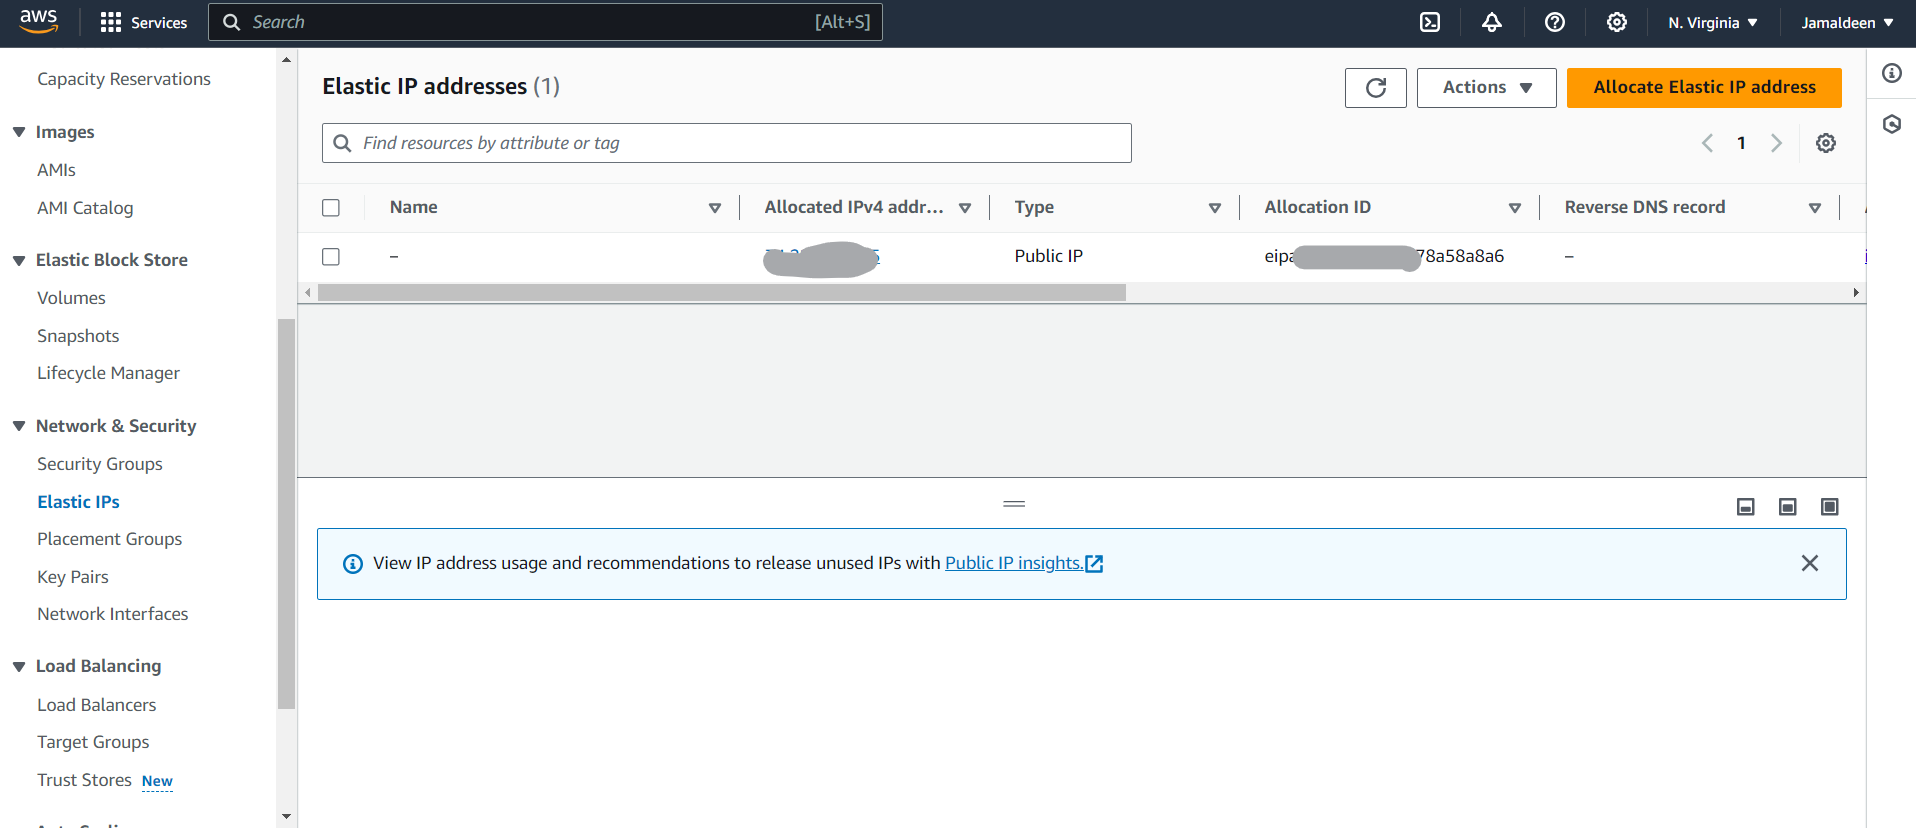 aws Services Search [Alt+S] N. Virginia Jamaldeen
Capacity Reservations
Images
AMIs
AMI Catalog
Elastic Block Store
Volumes
Snapshots
Lifecycle Manager
Network & Security
Security Groups
Elastic IPs
Placement Groups
Key Pairs
Network Interfaces
Load Balancing
Load Balancers
Target Groups
Trust Stores New
Elastic IP addresses (1)
Actions
Allocate Elastic IP address
Find resources by attribute or tag
1
Name Allocated IPv4 addr... Type Allocation ID Reverse DNS record
– Public IP eipa 78a58a8a6 –
View IP address usage and recommendations to release unused IPs with Public IP insights.